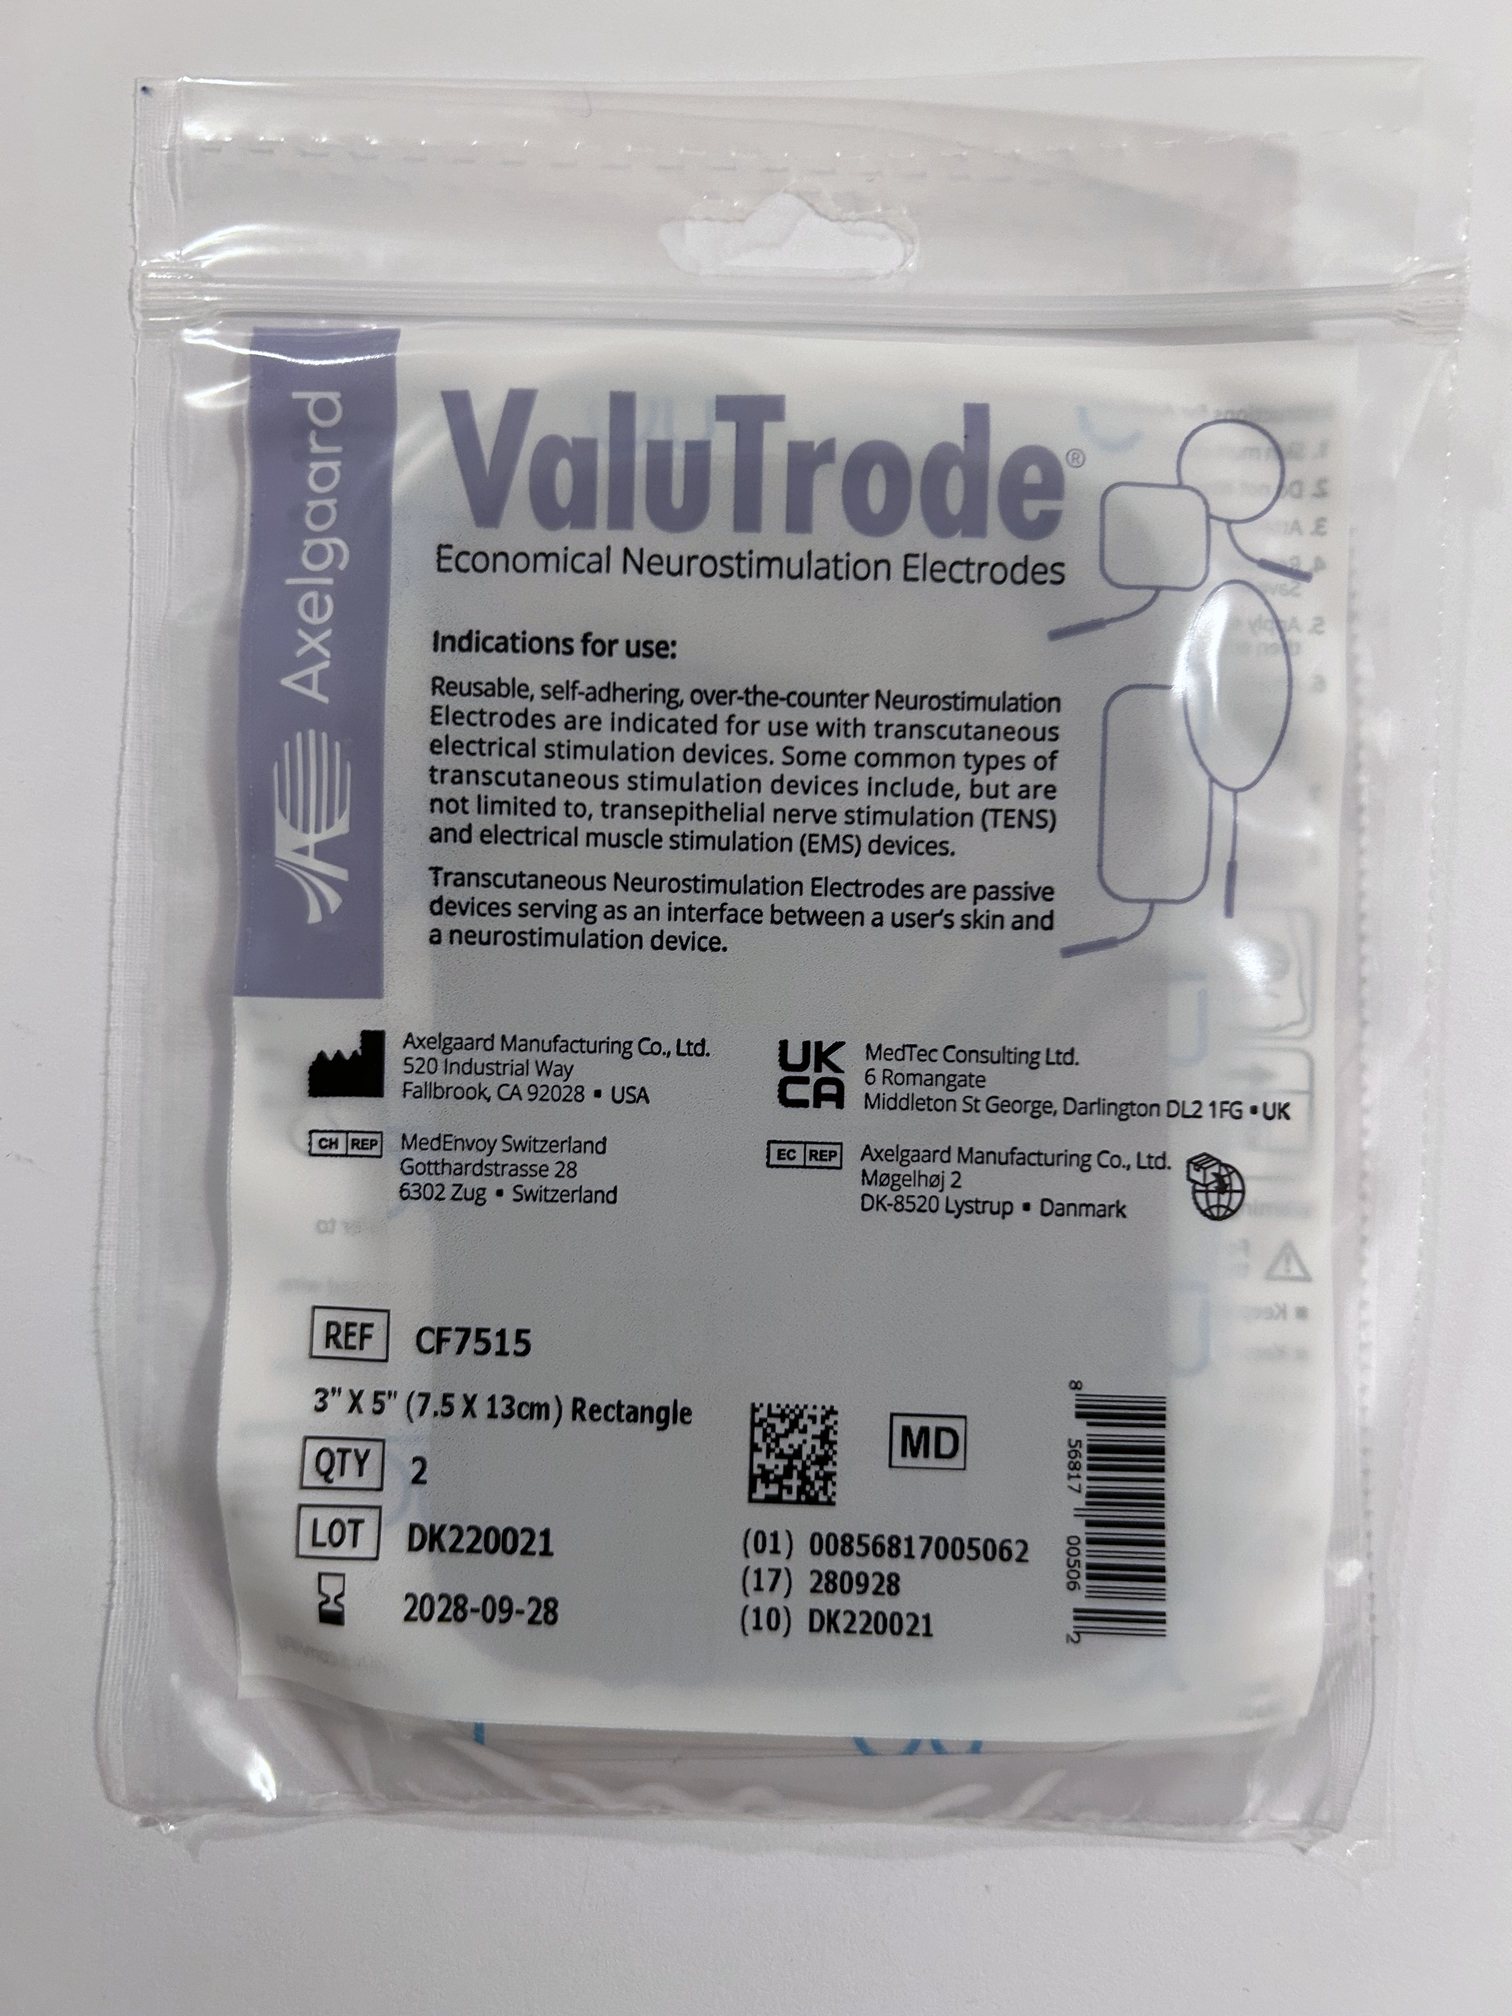 Axelgaard
ValuTrode®
Economical Neurostimulation Electrodes
Indications for use:
Reusable, self-adhering, over-the-counter Neurostimulation
Electrodes are indicated for use with transcutaneous
electrical stimulation devices. Some common types of
transcutaneous stimulation devices include, but are
not limited to, transepithelial nerve stimulation (TENS)
and electrical muscle stimulation (EMS) devices.
Transcutaneous Neurostimulation Electrodes are passive
devices serving as an interface between a user's skin and
a neurostimulation device.
Axelgaard Manufacturing Co., Ltd.
520 Industrial Way
Fallbrook, CA 92028 ▪ USA
UK
CA
MedTec Consulting Ltd.
6 Romangate
Middleton St George, Darlington DL2 1FG ▪ UK
CH REP
MedEnvoy Switzerland
Gotthardstrasse 28
6302 Zug ▪ Switzerland
EC REP
Axelgaard Manufacturing Co., Ltd.
Møgelhøj 2
DK-8520 Lystrup ▪ Danmark
REF CF7515
3" X 5" (7.5 X 13cm) Rectangle
QTY 2
LOT DK220021
2028-09-28
MD
(01) 00856817005062
(17) 280928
(10) DK220021
8 56817 00506 2